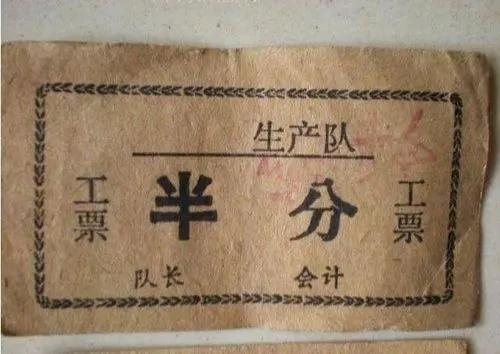 生产队
工票 半分 工票
队长 会计